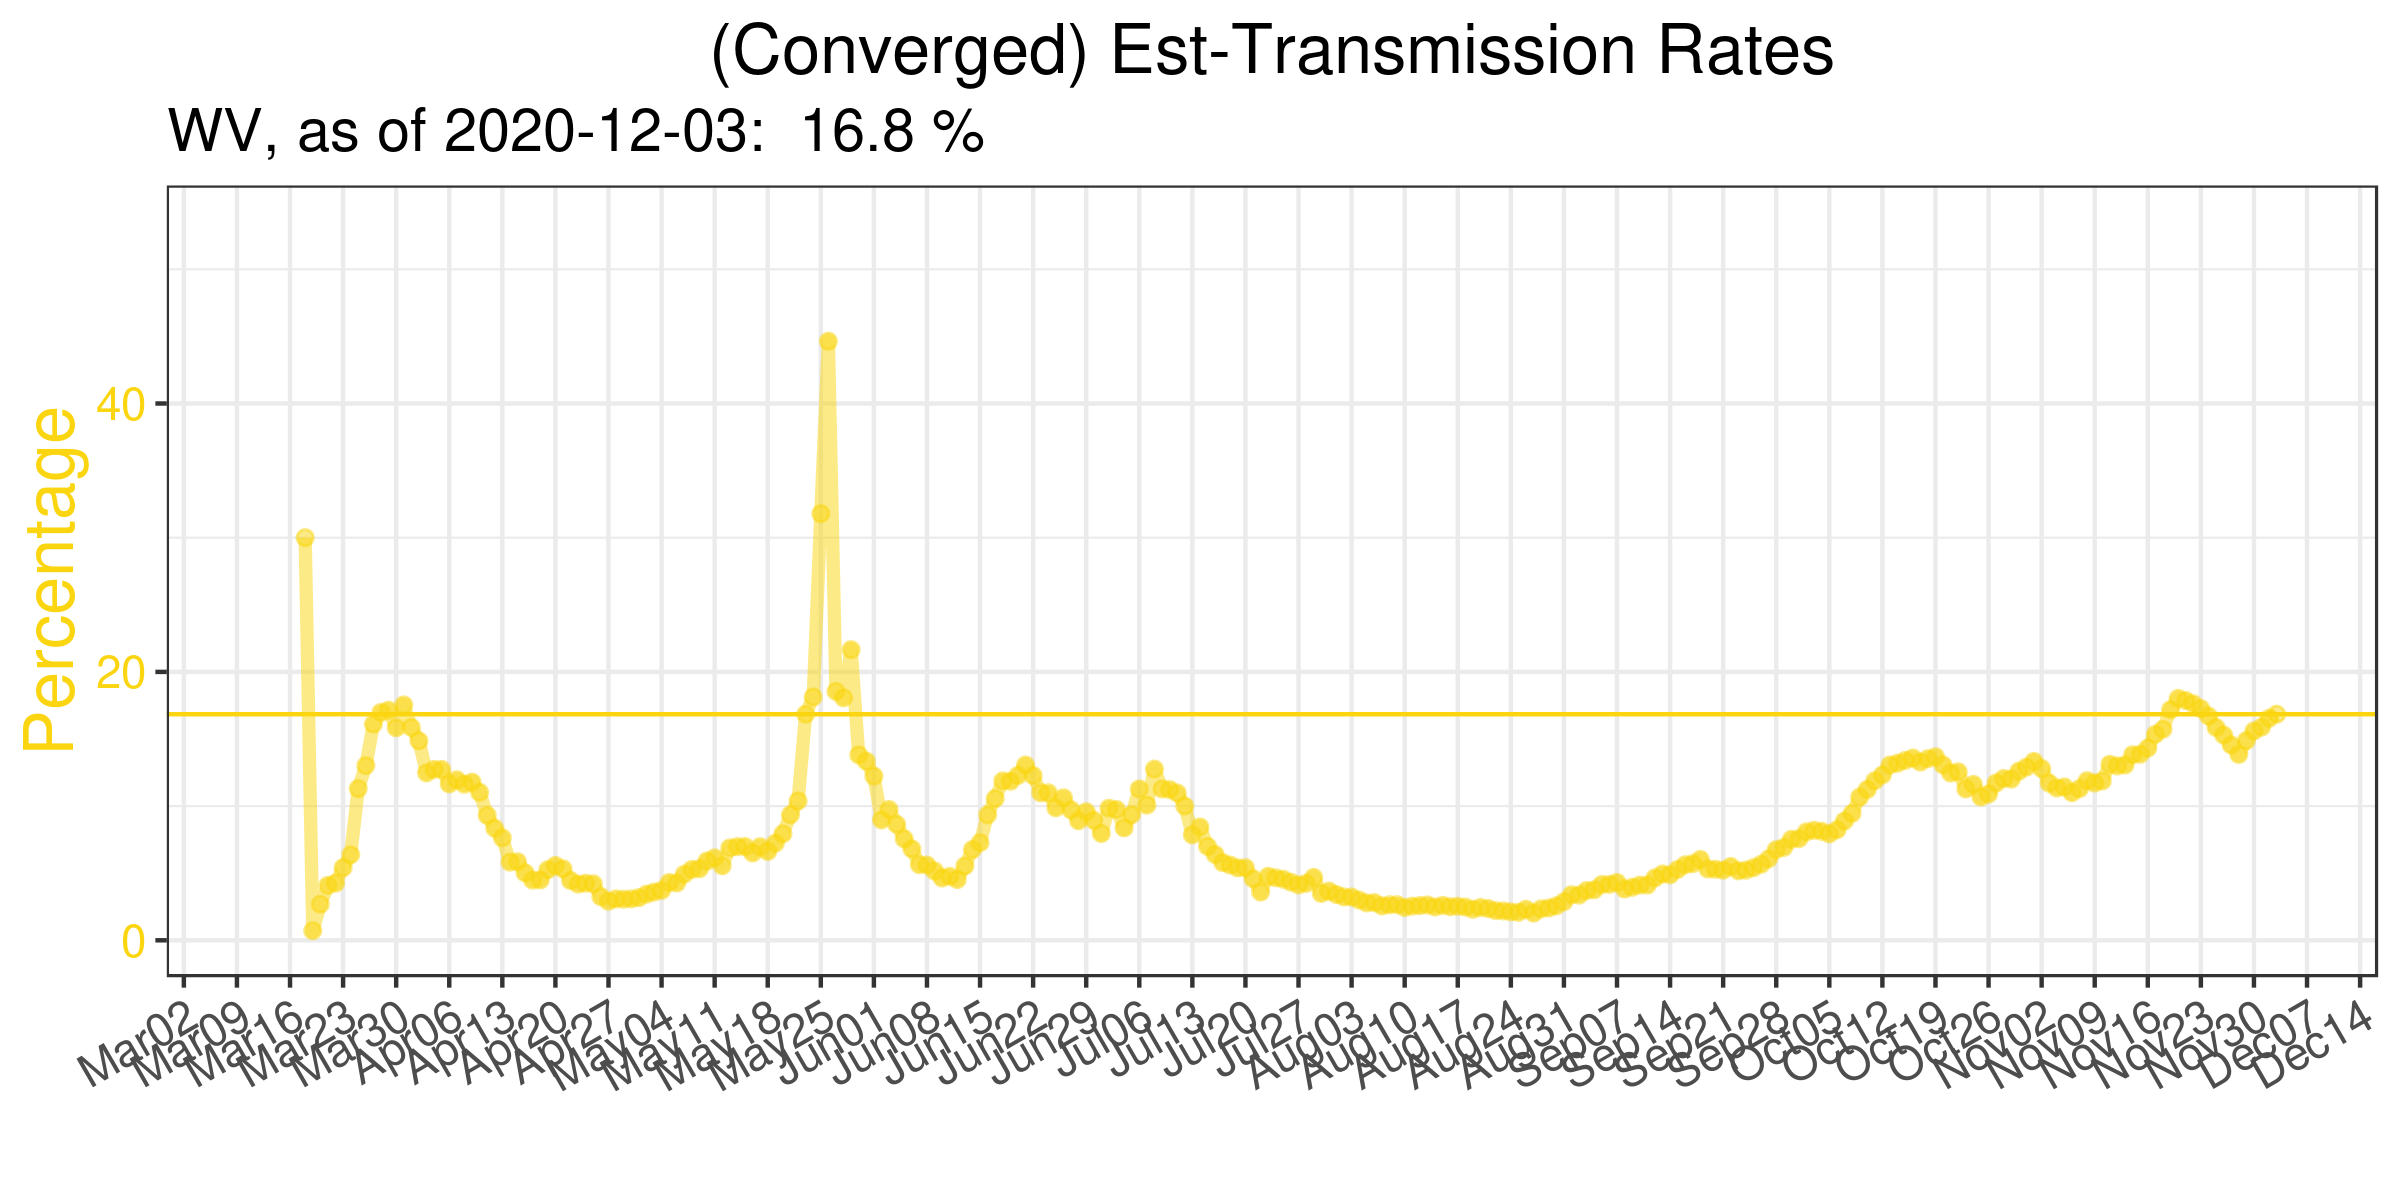 (Converged) Est-Transmission Rates
WV, as of 2020-12-03: 16.8 %
Percentage
40
20
0
Mar02
Mar09
Mar16
Mar23
Mar30
Apr06
Apr13
Apr20
Apr27
May04
May11
May18
May25
Jun01
Jun08
Jun15
Jun22
Jun29
Jul06
Jul13
Jul20
Jul27
Aug03
Aug10
Aug17
Aug24
Aug31
Sep07
Sep14
Sep21
Sep28
Oct05
Oct12
Oct19
Oct26
Nov02
Nov09
Nov16
Nov23
Nov30
Dec07
Dec14